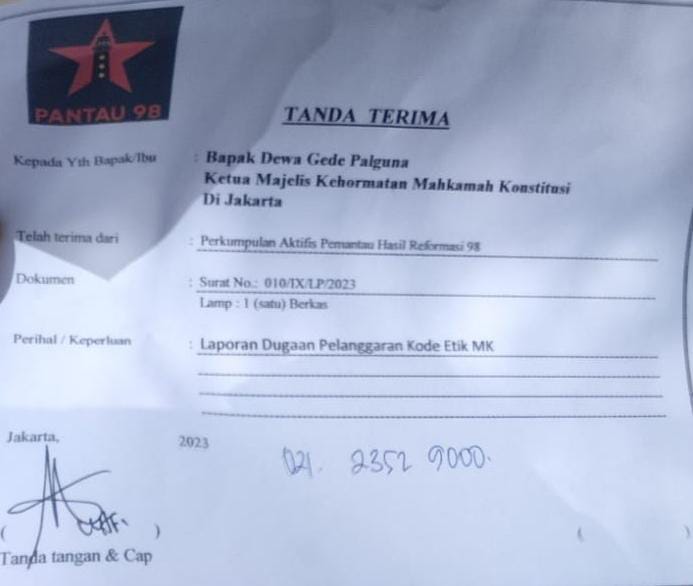 PANTAU 98
TANDA TERIMA
Kepada Yth Bapak/Ibu : Bapak Dewa Gede Palguna
Ketua Majelis Kehormatan Mahkamah Konstitusi
Di Jakarta
Telah terima dari : Perkumpulan Aktifis Pemantau Hasil Reformasi 98
Dokumen : Surat No.: 010/IX/LP/2023
Lamp : 1 (satu) Berkas
Perihal / Keperluan : Laporan Dugaan Pelanggaran Kode Etik MK
Jakarta, 2023
021. 2352 9000.
( ) ( )
Tanda tangan & Cap